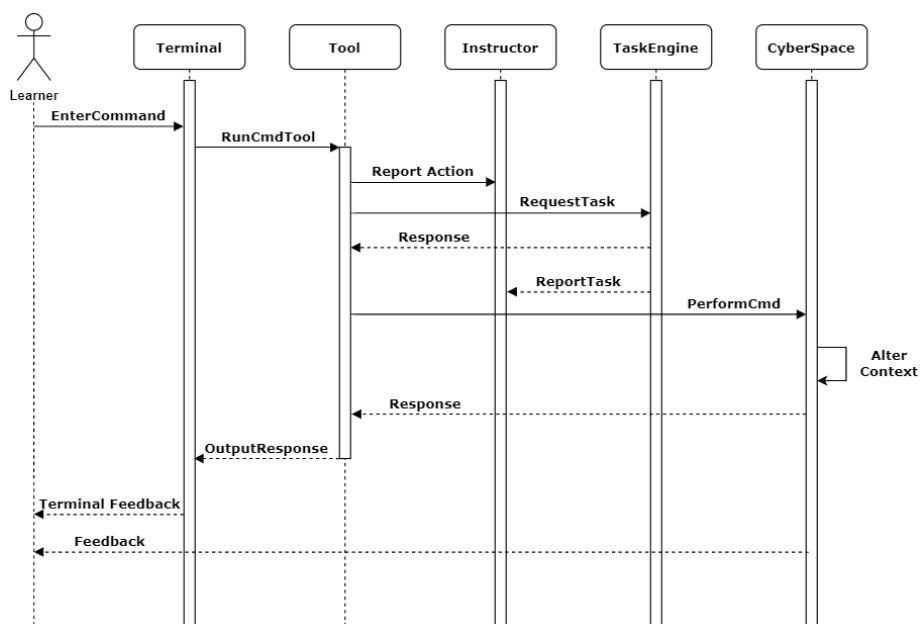 Terminal
Tool
Instructor
TaskEngine
CyberSpace
Learner
EnterCommand
RunCmdTool
Report Action
RequestTask
Response
ReportTask
PerformCmd
Alter
Context
Response
OutputResponse
Terminal Feedback
Feedback